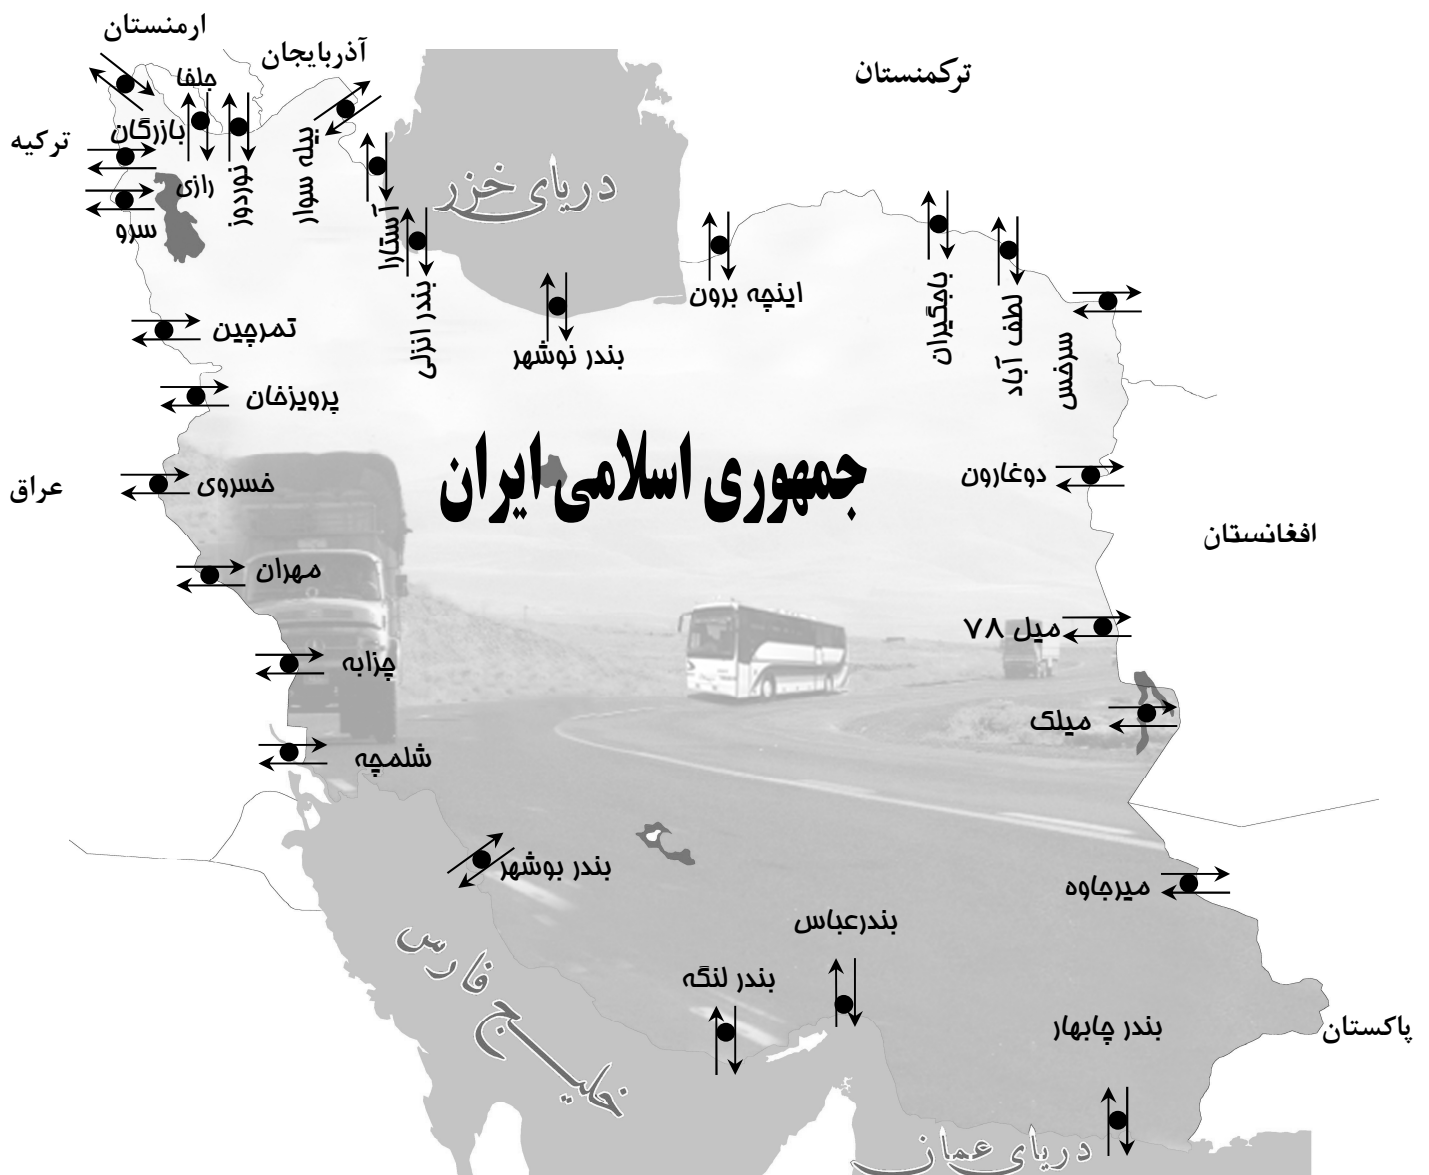 ارمنستان
آذربایجان
ترکمنستان
جلفا
بازرگان
ترکیه
رازی
نوردوز
بیله سوار
سرو
آستارا
دریای خزر
بندر انزلی
اینچه برون
باجگیران
لطف آباد
سرخس
تمرچین
بندر نوشهر
پرویزخان
جمهوری اسلامی ایران
دوغارون
خسروی
عراق
افغانستان
مهران
میل ۷۸
چزابه
میلک
شلمچه
بندر بوشهر
میرجاوه
بندرعباس
بندر لنگه
خلیج فارس
بندر چابهار
پاکستان
دریای عمان